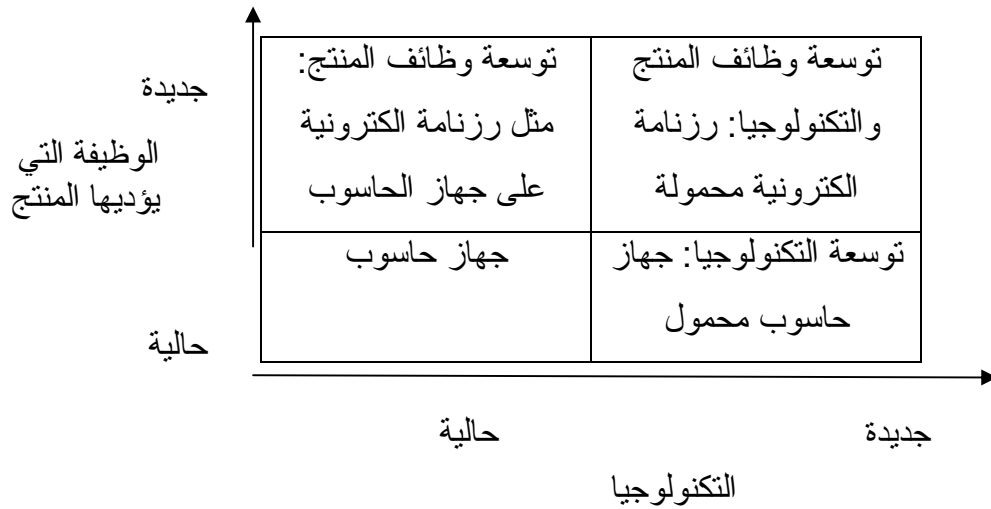 توسعة وظائف المنتج
والتكنولوجيا: رزنامة
الكترونية محمولة
توسعة وظائف المنتج:
مثل رزنامة الكترونية
على جهاز الحاسوب
جديدة
الوظيفة التي
يؤديها المنتج
توسعة التكنولوجيا: جهاز
حاسوب محمول
جهاز حاسوب
حالية
جديدة
حالية
التكنولوجيا